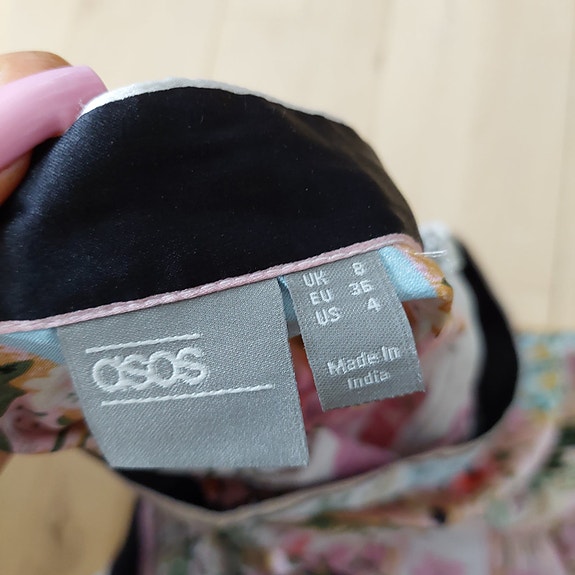 asos
UK 8
EU 36
US 4
Made In
India